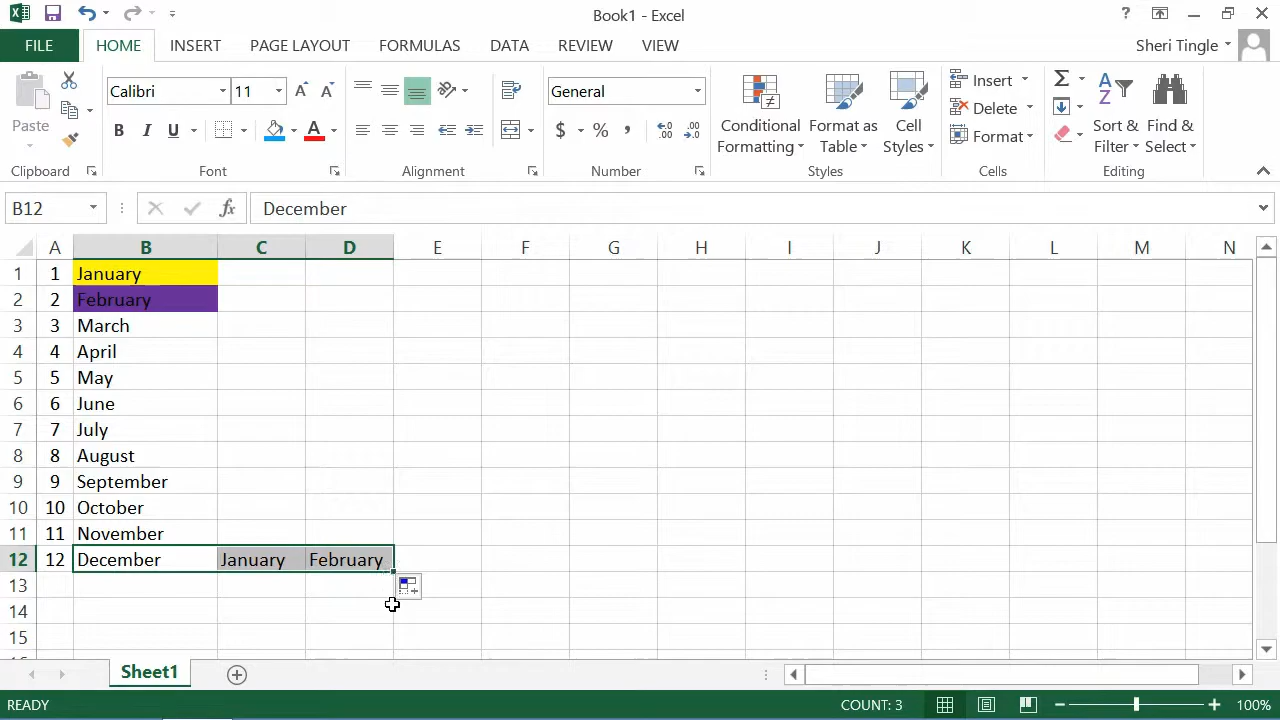 Book1 - Excel
?
Sheri Tingle
FILE
HOME
INSERT
PAGE LAYOUT
FORMULAS
DATA
REVIEW
VIEW
Paste
Calibri
11
B I U
A
General
$ % ,
Conditional Formatting
Format as Table
Cell Styles
Insert
Delete
Format
Sort & Filter
Find & Select
Clipboard
Font
Alignment
Number
Styles
Cells
Editing
B12
fx
December
A B C D E F G H I J K L M N
1 1 January
2 2 February
3 3 March
4 4 April
5 5 May
6 6 June
7 7 July
8 8 August
9 9 September
10 10 October
11 11 November
12 12 December January February
13
14
15
Sheet1
READY
COUNT: 3
100%